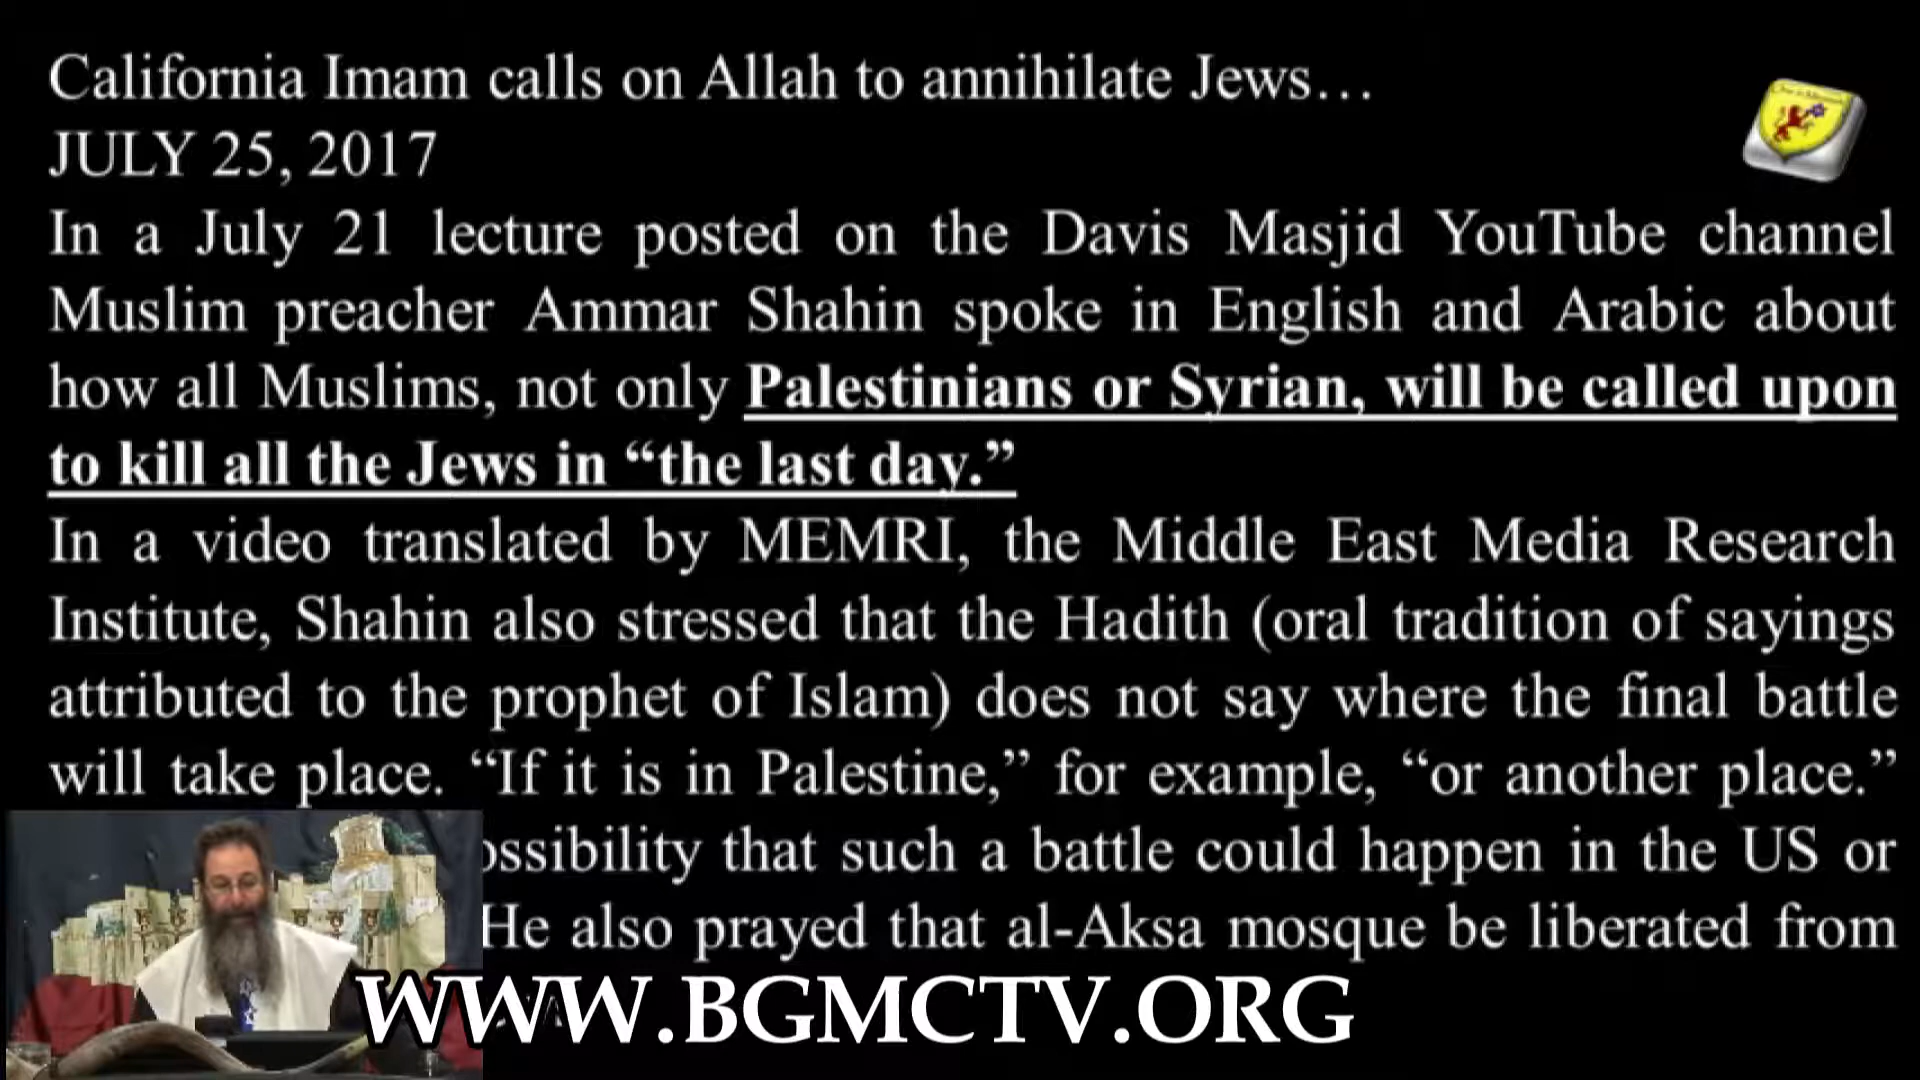 California Imam calls on Allah to annihilate Jews…
JULY 25, 2017
In a July 21 lecture posted on the Davis Masjid YouTube channel
Muslim preacher Ammar Shahin spoke in English and Arabic about
how all Muslims, not only Palestinians or Syrian, will be called upon
to kill all the Jews in “the last day.”
In a video translated by MEMRI, the Middle East Media Research
Institute, Shahin also stressed that the Hadith (oral tradition of sayings
attributed to the prophet of Islam) does not say where the final battle
will take place. “If it is in Palestine,” for example, “or another place.”
ossibility that such a battle could happen in the US or
He also prayed that al-Aksa mosque be liberated from
WWW.BGMCTV.ORG